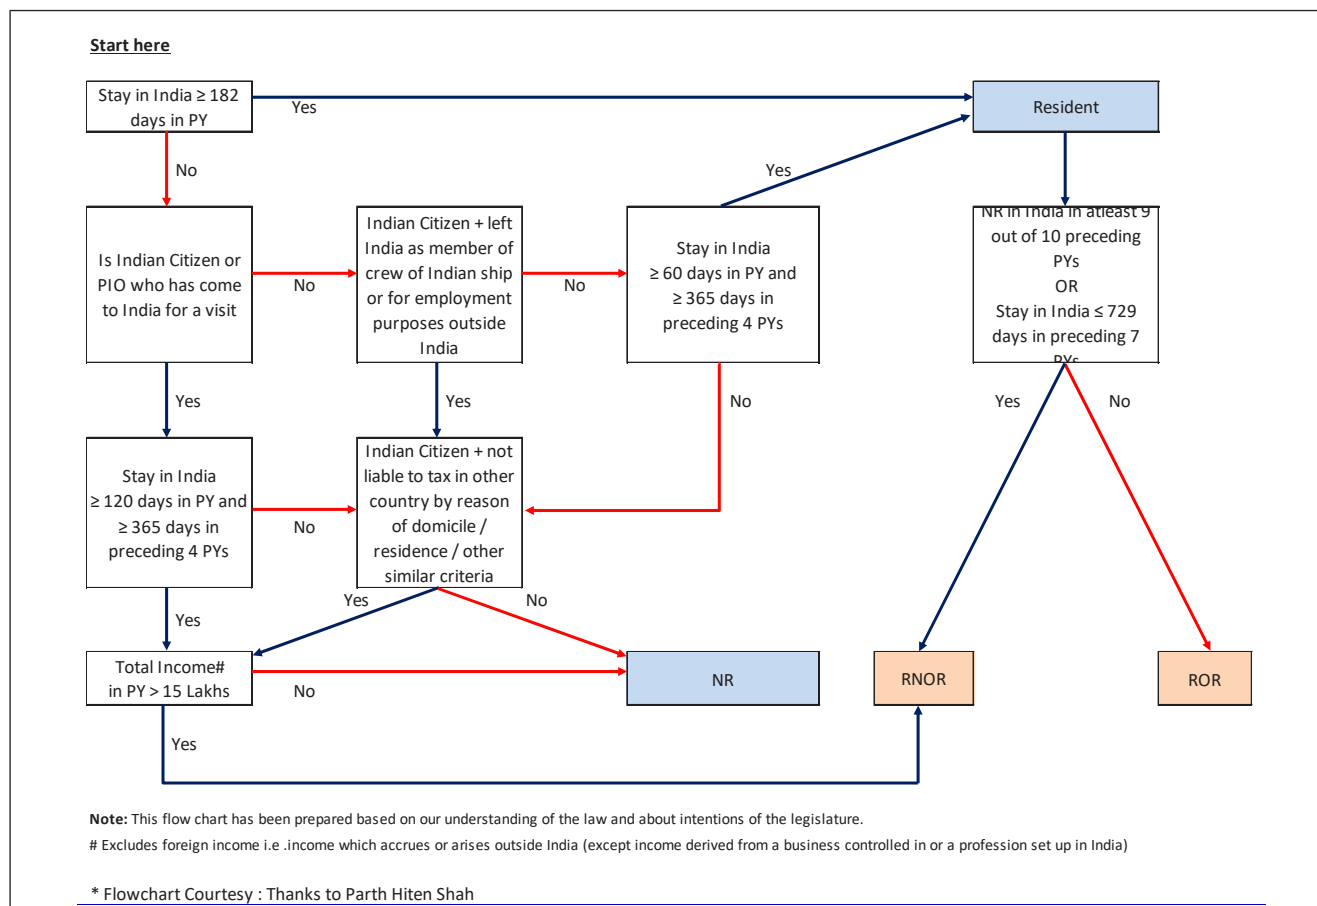 Start here
Stay in India ≥ 182
days in PY
Yes
Resident
No
Yes
Is Indian Citizen or
PIO who has come
to India for a visit
No
Indian Citizen + left
India as member of
crew of Indian ship
or for employment
purposes outside
India
No
Stay in India
≥ 60 days in PY and
≥ 365 days in
preceding 4 PYs
NR in India in atleast 9
out of 10 preceding
PYs
OR
Stay in India ≤ 729
days in preceding 7
PYs
Yes
Yes
No
Yes
No
Stay in India
≥ 120 days in PY and
≥ 365 days in
preceding 4 PYs
No
Indian Citizen + not
liable to tax in other
country by reason
of domicile /
residence / other
similar criteria
Yes
Yes
No
Total Income#
in PY > 15 Lakhs
No
NR
RNOR
ROR
Yes
Note: This flow chart has been prepared based on our understanding of the law and about intentions of the legislature.
# Excludes foreign income i.e .income which accrues or arises outside India (except income derived from a business controlled in or a profession set up in India)
* Flowchart Courtesy : Thanks to Parth Hiten Shah